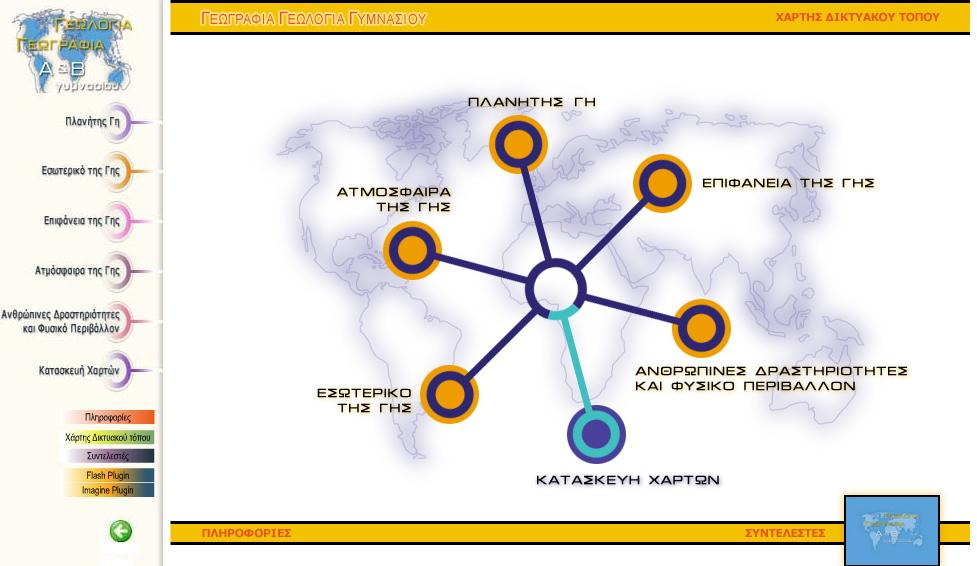 ΓΕΩΛΟΓΙΑ
ΓΕΩΓΡΑΦΙΑ
Α & Β
γυμνασίου
Πλανήτης Γη
Εσωτερικό της Γης
Επιφάνεια της Γης
Ατμόσφαιρα της Γης
Ανθρώπινες Δραστηριότητες
και Φυσικό Περιβάλλον
Κατασκευή Χαρτών
Πληροφορίες
Χάρτης Δικτυακού τόπου
Συντελεστές
Flash Plugin
Imagine Plugin
ΓΕΩΓΡΑΦΙΑ ΓΕΩΛΟΓΙΑ ΓΥΜΝΑΣΙΟΥ
ΧΑΡΤΗΣ ΔΙΚΤΥΑΚΟΥ ΤΟΠΟΥ
ΠΛΑΝΗΤΗΣ ΓΗ
ΕΠΙΦΑΝΕΙΑ ΤΗΣ ΓΗΣ
ΑΤΜΟΣΦΑΙΡΑ
ΤΗΣ ΓΗΣ
ΑΝΘΡΩΠΙΝΕΣ ΔΡΑΣΤΗΡΙΟΤΗΤΕΣ
ΚΑΙ ΦΥΣΙΚΟ ΠΕΡΙΒΑΛΛΟΝ
ΕΣΩΤΕΡΙΚΟ
ΤΗΣ ΓΗΣ
ΚΑΤΑΣΚΕΥΗ ΧΑΡΤΩΝ
ΠΛΗΡΟΦΟΡΙΕΣ
ΣΥΝΤΕΛΕΣΤΕΣ